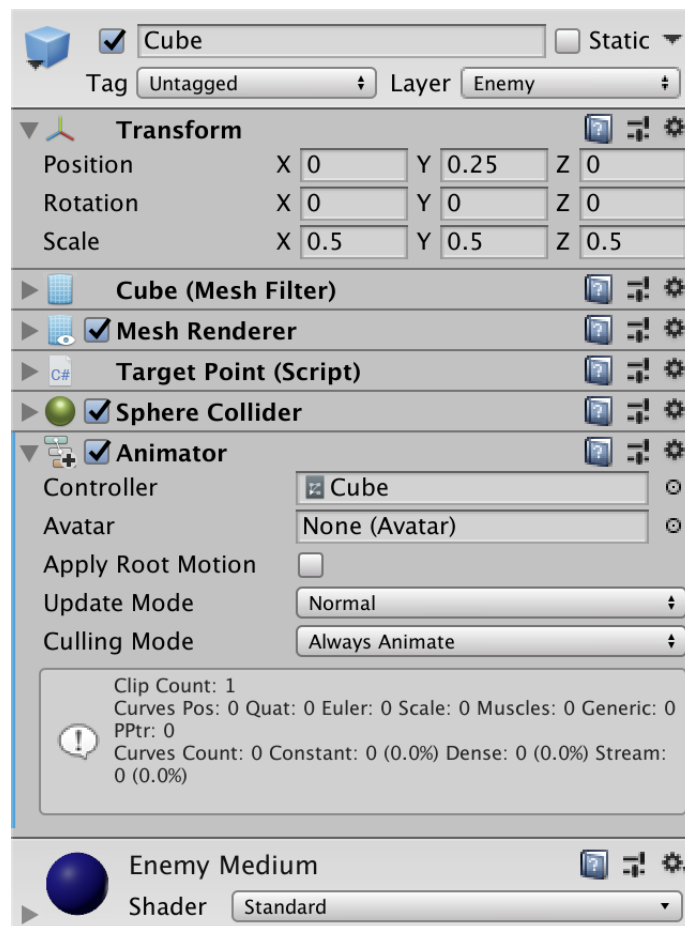 Cube Static
Tag Untagged Layer Enemy
Transform
Position X 0 Y 0.25 Z 0
Rotation X 0 Y 0 Z 0
Scale X 0.5 Y 0.5 Z 0.5
Cube (Mesh Filter)
Mesh Renderer
C# Target Point (Script)
Sphere Collider
Animator
Controller Cube
Avatar None (Avatar)
Apply Root Motion
Update Mode Normal
Culling Mode Always Animate
Clip Count: 1
Curves Pos: 0 Quat: 0 Euler: 0 Scale: 0 Muscles: 0 Generic: 0
PPtr: 0
Curves Count: 0 Constant: 0 (0.0%) Dense: 0 (0.0%) Stream:
0 (0.0%)
Enemy Medium
Shader Standard